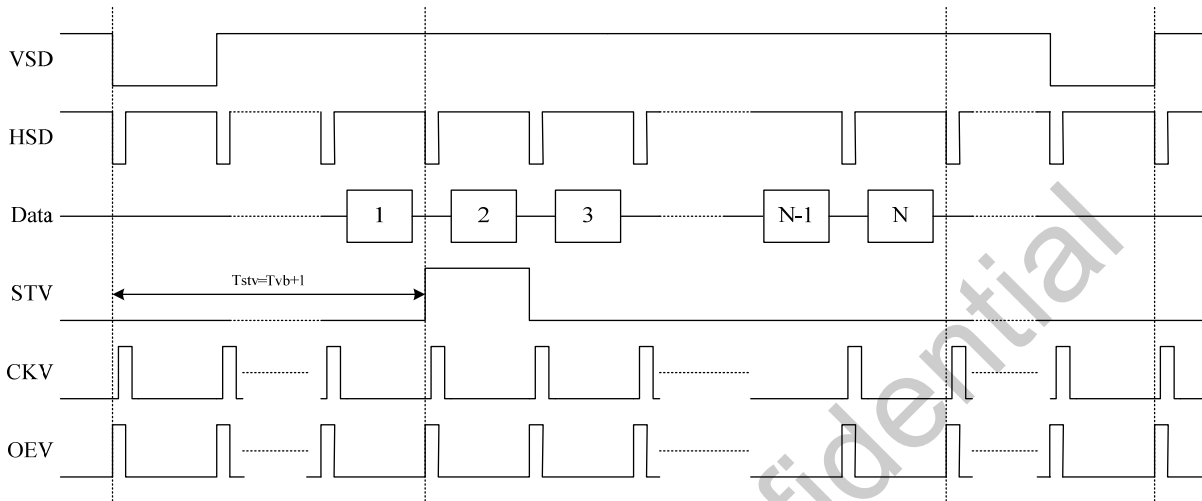 VSD
HSD
Data 1 2 3 N-1 N
STV Tstv=Tvb+1
CKV
OEV
fidential